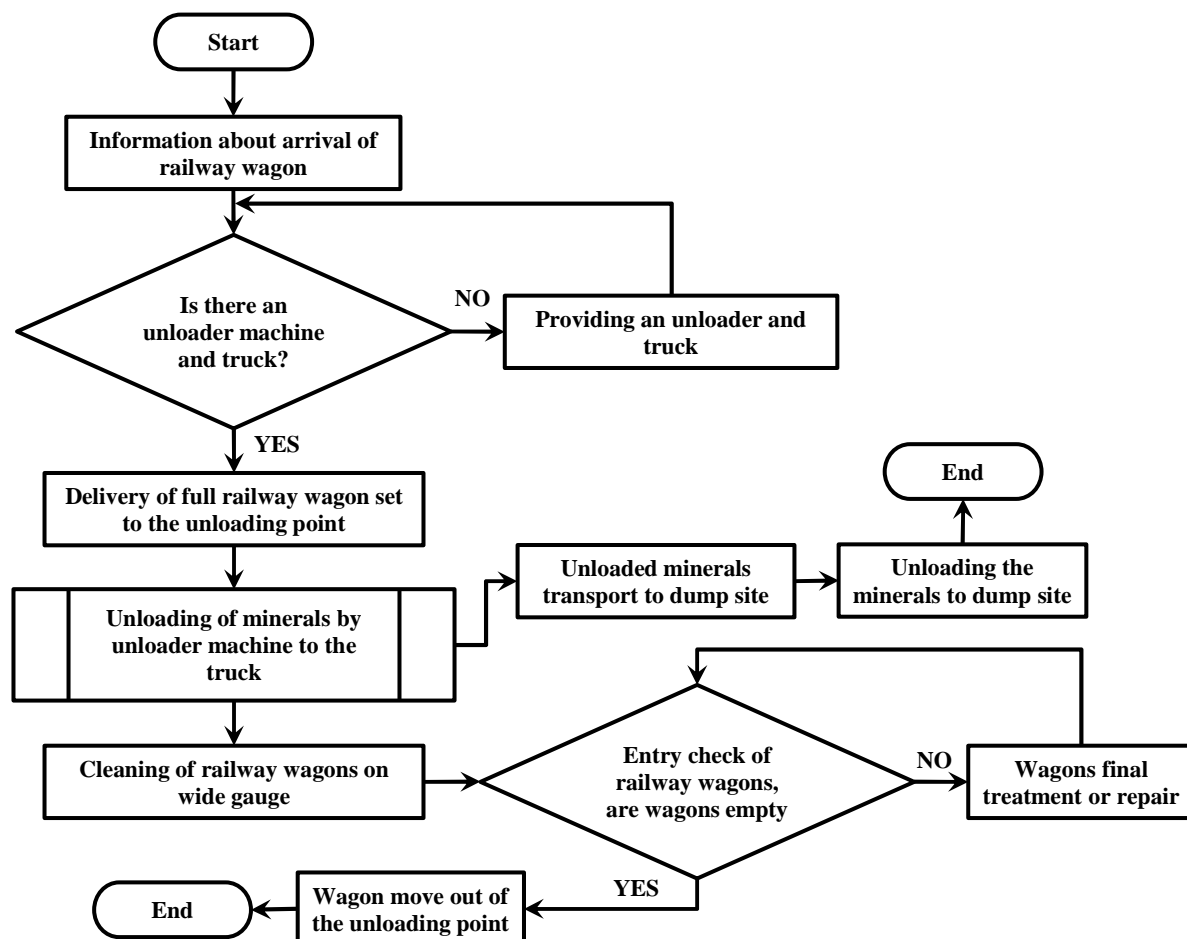 Start
Information about arrival of
railway wagon
Is there an
unloader machine
and truck?
NO
Providing an unloader and
truck
YES
Delivery of full railway wagon set
to the unloading point
End
Unloading of minerals by
unloader machine to the
truck
Unloaded minerals
transport to dump site
Unloading the
minerals to dump site
Cleaning of railway wagons on
wide gauge
Entry check of
railway wagons,
are wagons empty
NO
Wagons final
treatment or repair
YES
Wagon move out of
the unloading point
End